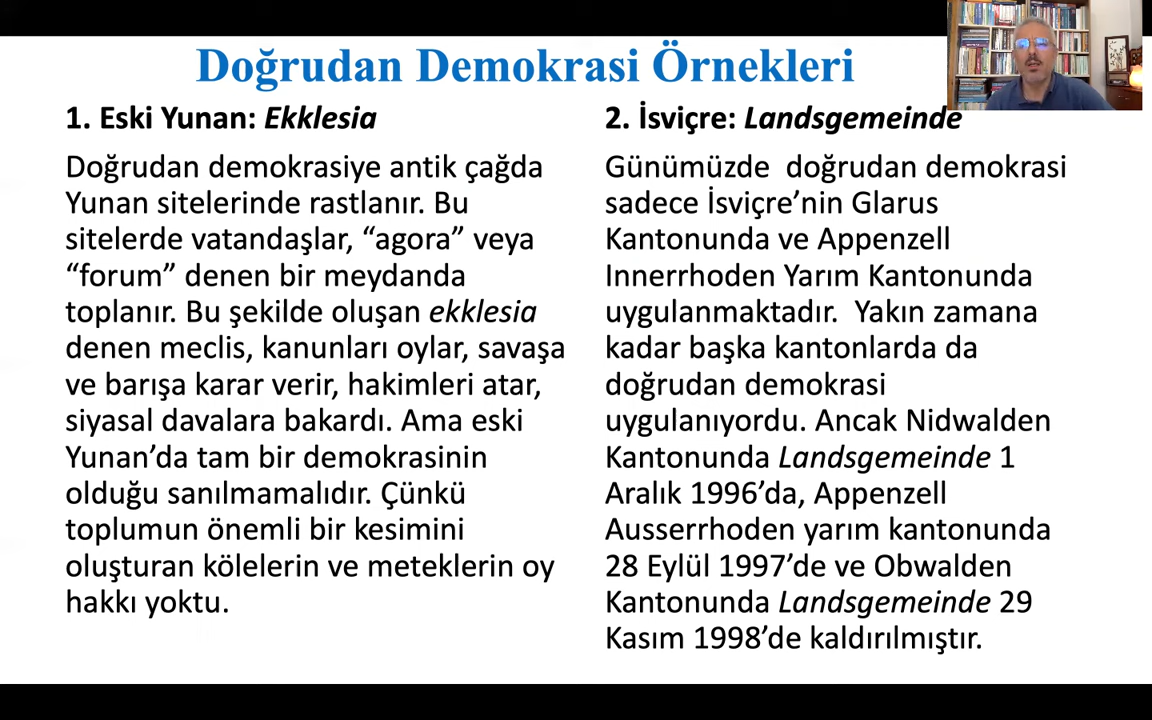 Doğrudan Demokrasi Örnekleri
1. Eski Yunan: Ekklesia
Doğrudan demokrasiye antik çağda
Yunan sitelerinde rastlanır. Bu
sitelerde vatandaşlar, “agora” veya
“forum” denen bir meydanda
toplanır. Bu şekilde oluşan ekklesia
denen meclis, kanunları oylar, savaşa
ve barışa karar verir, hakimleri atar,
siyasal davalara bakardı. Ama eski
Yunan’da tam bir demokrasinin
olduğu sanılmamalıdır. Çünkü
toplumun önemli bir kesimini
oluşturan kölelerin ve meteklerin oy
hakkı yoktu.
2. İsviçre: Landsgemeinde
Günümüzde  doğrudan demokrasi
sadece İsviçre’nin Glarus
Kantonunda ve Appenzell
Innerrhoden Yarım Kantonunda
uygulanmaktadır.  Yakın zamana
kadar başka kantonlarda da
doğrudan demokrasi
uygulanıyordu. Ancak Nidwalden
Kantonunda Landsgemeinde 1
Aralık 1996’da, Appenzell
Ausserrhoden yarım kantonunda
28 Eylül 1997’de ve Obwalden
Kantonunda Landsgemeinde 29
Kasım 1998’de kaldırılmıştır.